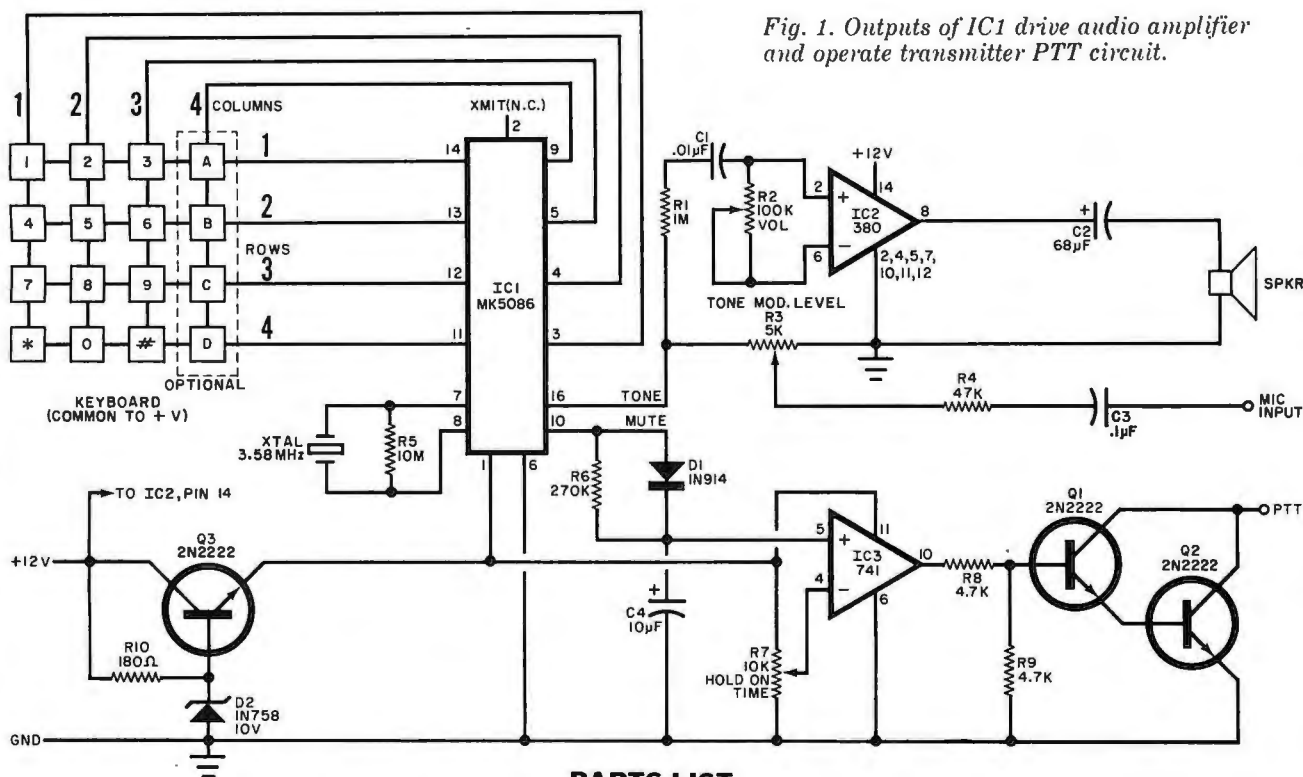 Fig. 1. Outputs of IC1 drive audio amplifier
and operate transmitter PTT circuit.
1 2 3 4 COLUMNS
XMIT(N.C.)
2
1 2 3 A 1
4 5 6 B 2
ROWS
7 8 9 C 3
* 0 # D 4
OPTIONAL
KEYBOARD
(COMMON TO + V)
14 9
13 5
12 4
11 3
IC1
MK5086
7 16 TONE
8 10 MUTE
1 6
XTAL
3.58MHz
R5
10M
C1
.01µF
R1
1M
R2
100K
VOL
+12V
14
2
+
IC2
380
-
6
8
2,4,5,7,
10,11,12
+
C2
68µF
SPKR
TONE MOD. LEVEL
R3
5K
R4
47K
C3
.1µF
MIC
INPUT
R6
270K
D1
1N914
+
C4
10µF
5
+
IC3
741
4
-
11
10
6
R7
10K
HOLD ON
TIME
R8
4.7K
R9
4.7K
Q1
2N2222
Q2
2N2222
PTT
TO IC2, PIN 14
+12V
Q3
2N2222
R10
180Ω
D2
1N758
10V
GND
PARTS LIST